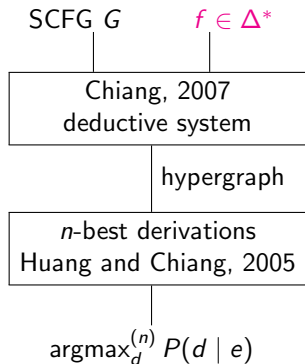 SCFG G
f ∈ Δ*
Chiang, 2007
deductive system
hypergraph
n-best derivations
Huang and Chiang, 2005
argmax_d^(n) P(d | e)